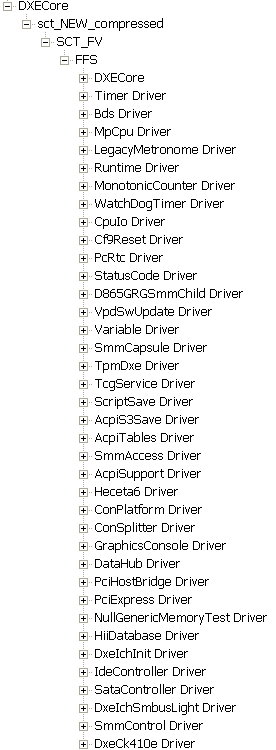 DXECore
sct_NEW_compressed
SCT_FV
FFS
DXECore
Timer Driver
Bds Driver
MpCpu Driver
LegacyMetronome Driver
Runtime Driver
MonotonicCounter Driver
WatchDogTimer Driver
CpuIo Driver
Cf9Reset Driver
PcRtc Driver
StatusCode Driver
D865GRGSmmChild Driver
VpdSwUpdate Driver
Variable Driver
SmmCapsule Driver
TpmDxe Driver
TcgService Driver
ScriptSave Driver
AcpiS3Save Driver
AcpiTables Driver
SmmAccess Driver
AcpiSupport Driver
Heceta6 Driver
ConPlatform Driver
ConSplitter Driver
GraphicsConsole Driver
DataHub Driver
PciHostBridge Driver
PciExpress Driver
NullGenericMemoryTest Driver
HiiDatabase Driver
DxeIchInit Driver
IdeController Driver
SataController Driver
DxeIchSmbusLight Driver
SmmControl Driver
DxeCk410e Driver